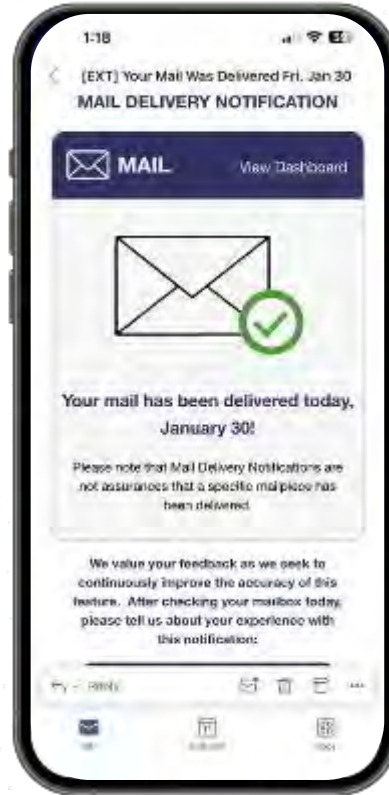 1:18
[EXT] Your Mail Was Delivered Fri. Jan 30
MAIL DELIVERY NOTIFICATION
MAIL
View Dashboard
Your mail has been delivered today,
January 30!
Please note that Mail Delivery Notifications are
not assurances that a specific mailpiece has
been delivered
We value your feedback as we seek to
continuously improve the accuracy of this
feature. After checking your mailbox today,
please tell us about your experience with
this notification:
Reply